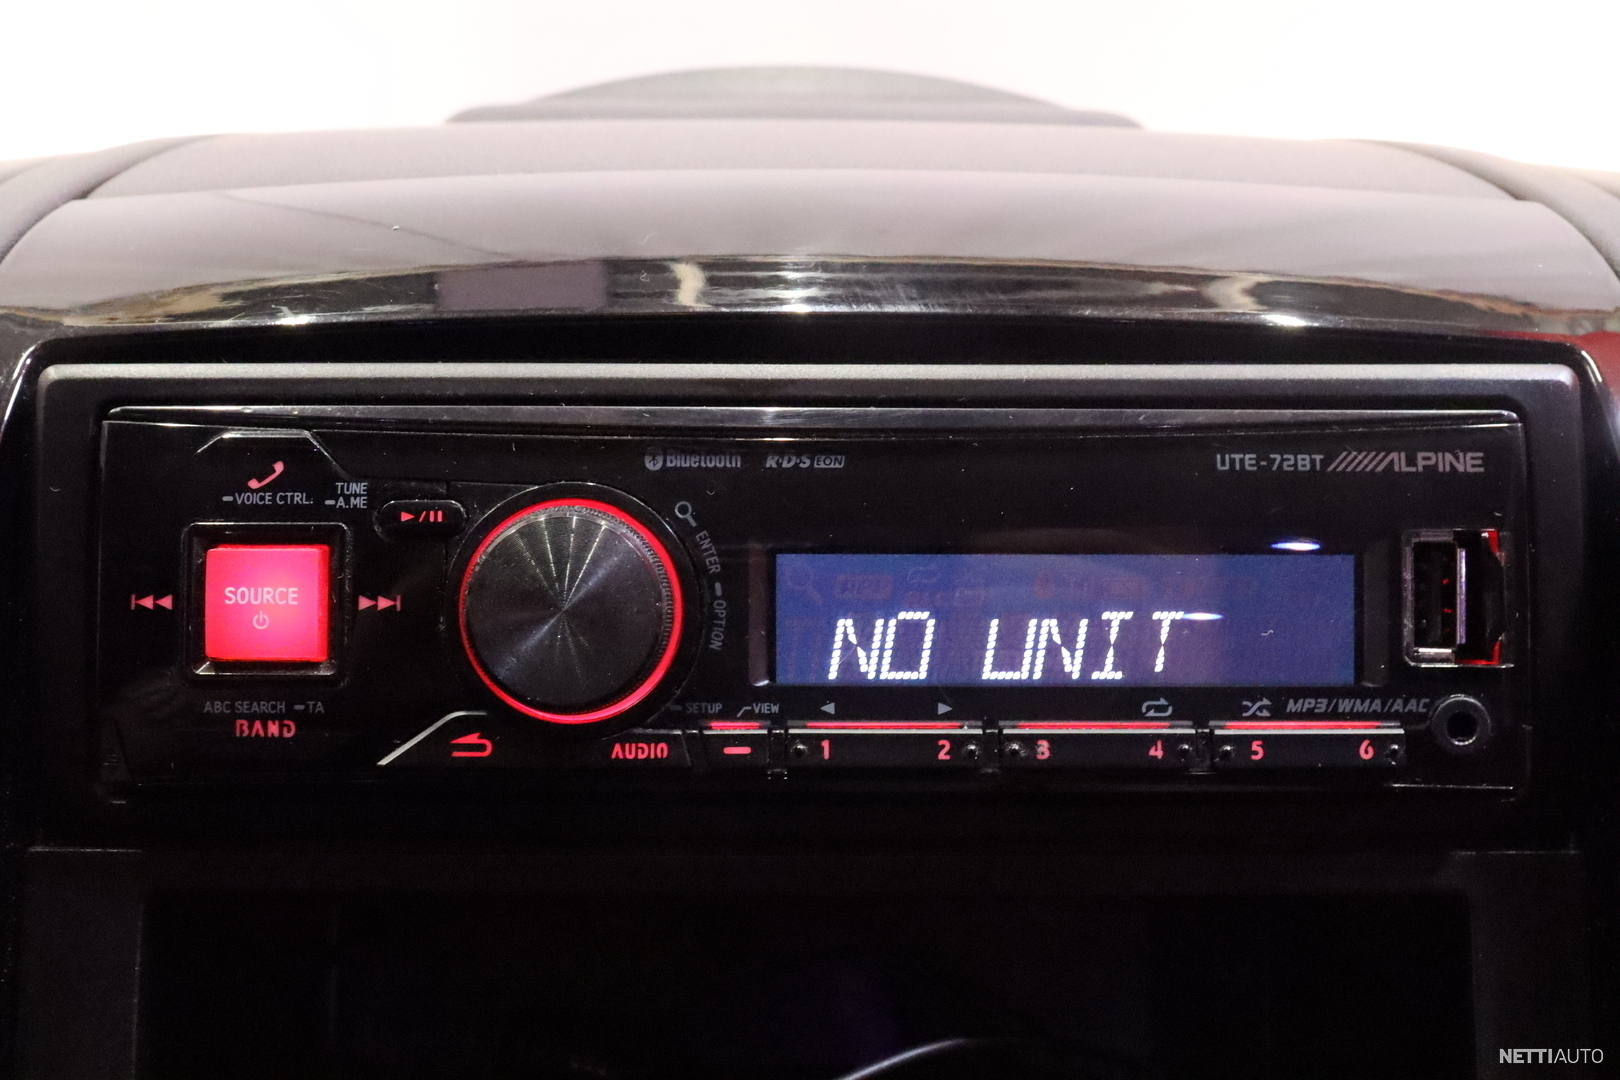 Bluetooth R·D·S EON
UTE-72BT ALPINE
VOICE CTRL.
TUNE
A.ME
ENTER
OPTION
SOURCE
NO UNIT
ABC SEARCH TA
BAND
AUDIO
SETUP VIEW
MP3/WMA/AAC
1 2 3 4 5 6
NETTIAUTO